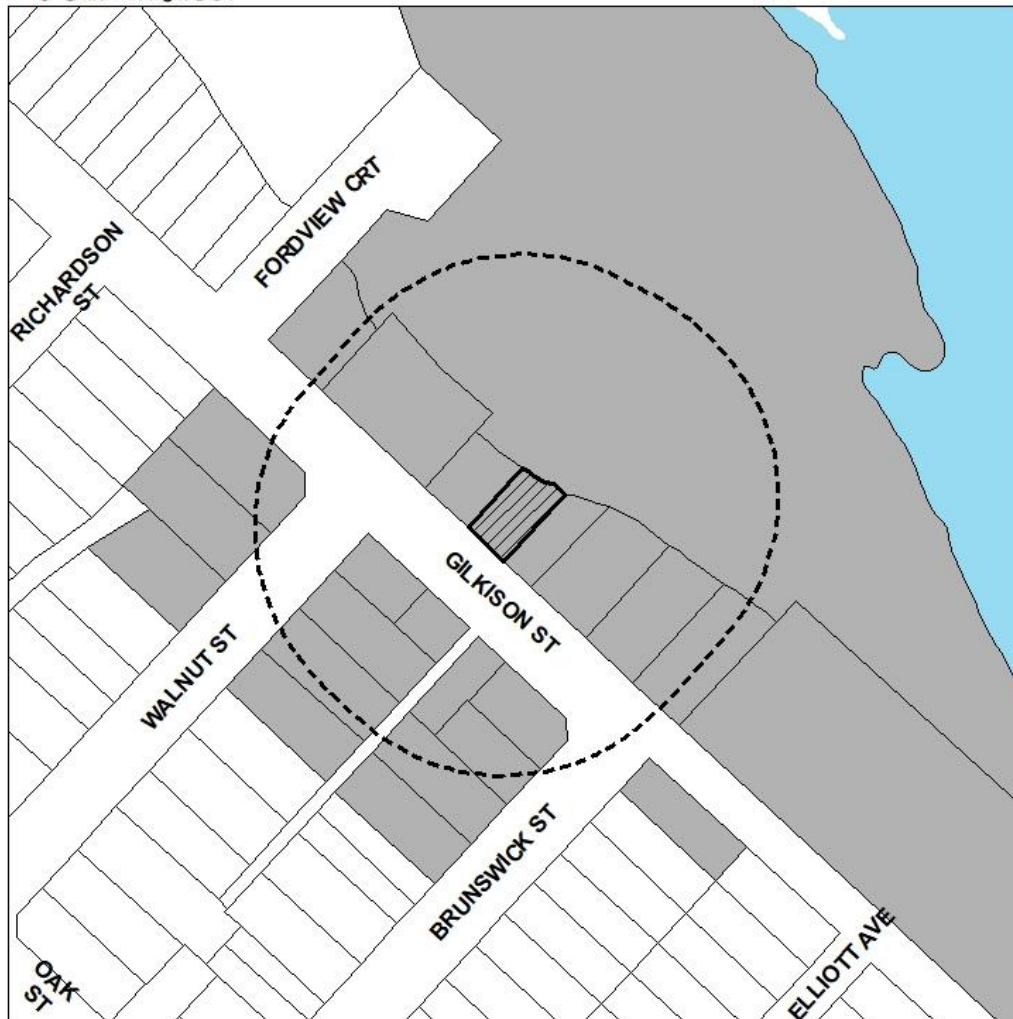 FORDVIEW CRT
RICHARDSON
ST
GILKISON ST
WALNUT ST
BRUNSWICK ST
ELLIOTT AVE
OAK
ST